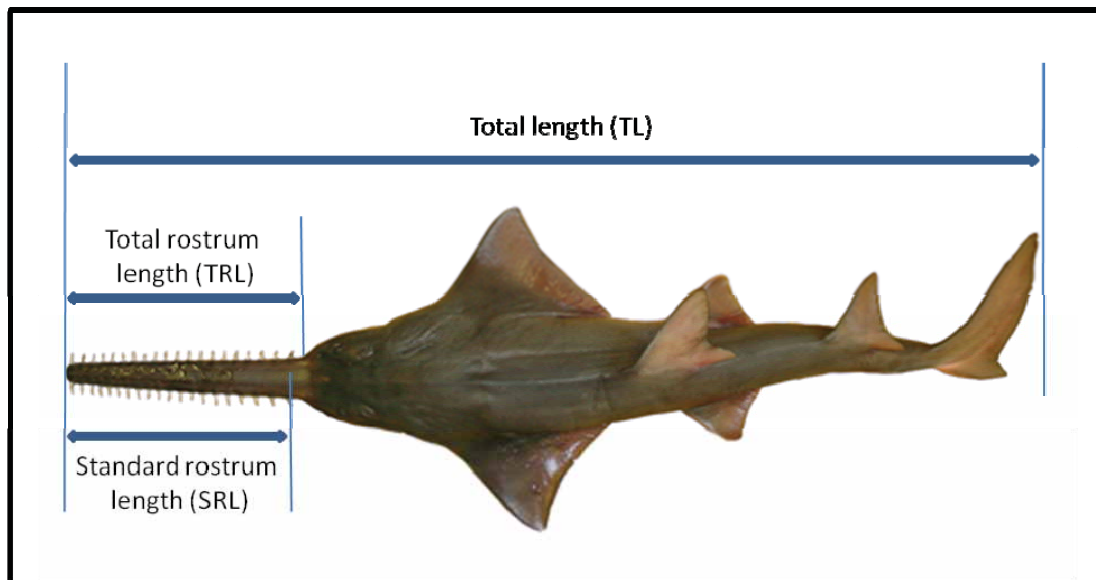 Total length (TL)
Total rostrum
length (TRL)
Standard rostrum
length (SRL)